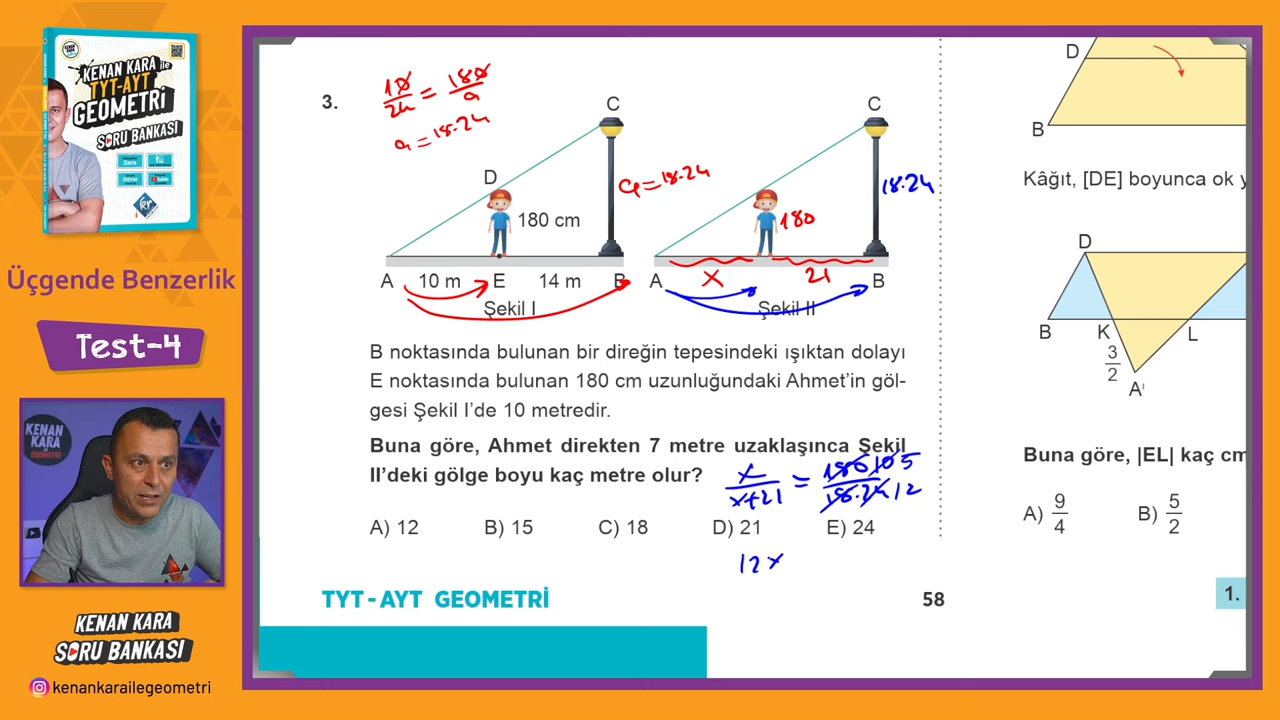 KENAN KARA ile
TYT-AYT
GEOMETRİ
SORU BANKASI
Üçgende Benzerlik
Test-4
KENAN KARA
SORU BANKASI
kenankarailegeometri
3.
10/24 = 180/a
a = 18.24
C
D
180 cm
a = 18.24
A 10 m E 14 m B
Şekil I
C
180
18.24
x 21
A B
Şekil II
B noktasında bulunan bir direğin tepesindeki ışıktan dolayı
E noktasında bulunan 180 cm uzunluğundaki Ahmet'in göl-
gesi Şekil I'de 10 metredir.
Buna göre, Ahmet direkten 7 metre uzaklaşınca Şekil
II'deki gölge boyu kaç metre olur?
x/x+21 = 180 10 5/18.24 12
A) 12 B) 15 C) 18 D) 21 E) 24
12x
TYT - AYT GEOMETRİ
58
D
B
Kâğıt, [DE] boyunca ok y
D
B K L
3/2
A'
Buna göre, |EL| kaç cm
A) 9/4 B) 5/2
1.